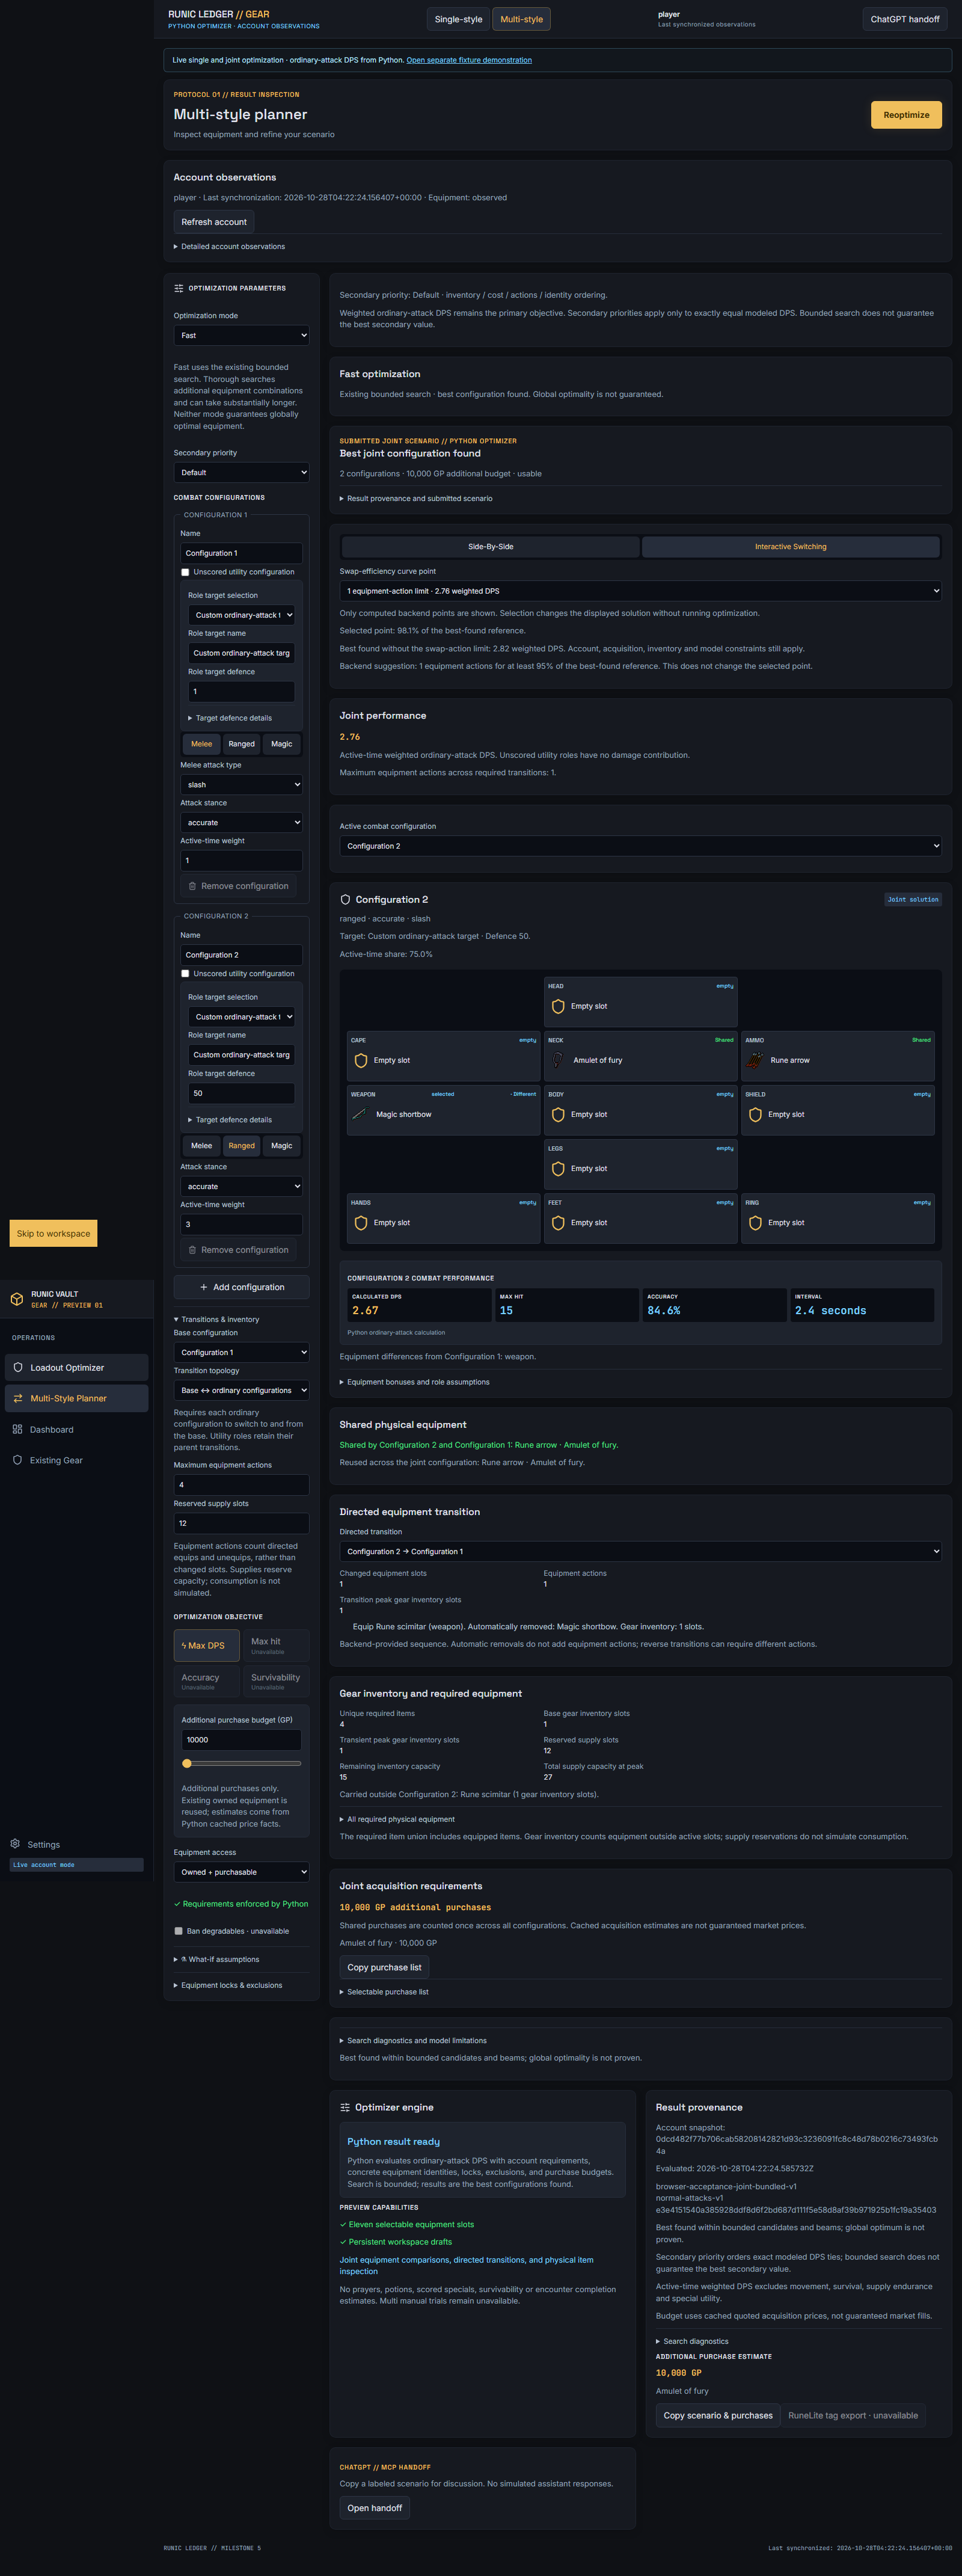 RUNIC LEDGER // GEAR
PYTHON OPTIMIZER · ACCOUNT OBSERVATIONS
Single-style
Multi-style
player
Last synchronized observations
ChatGPT handoff
Live single and joint optimization · ordinary-attack DPS from Python. Open separate fixture demonstration
PROTOCOL 01 // RESULT INSPECTION
Multi-style planner
Inspect equipment and refine your scenario
Reoptimize
Account observations
player · Last synchronization: 2026-10-28T04:22:24.156407+00:00 · Equipment: observed
Refresh account
Detailed account observations
OPTIMIZATION PARAMETERS
Optimization mode
Fast
Fast uses the existing bounded
search. Thorough searches
additional equipment combinations
and can take substantially longer.
Neither mode guarantees globally
optimal equipment.
Secondary priority
Default
COMBAT CONFIGURATIONS
CONFIGURATION 1
Name
Configuration 1
Unscored utility configuration
Role target selection
Custom ordinary-attack t
Role target name
Custom ordinary-attack targ
Role target defence
1
Target defence details
Melee
Ranged
Magic
Melee attack type
slash
Attack stance
accurate
Active-time weight
1
Remove configuration
CONFIGURATION 2
Name
Configuration 2
Unscored utility configuration
Role target selection
Custom ordinary-attack t
Role target name
Custom ordinary-attack targ
Role target defence
50
Target defence details
Melee
Ranged
Magic
Attack stance
accurate
Active-time weight
3
Remove configuration
Add configuration
Transitions & inventory
Base configuration
Configuration 1
Transition topology
Base ↔ ordinary configurations
Requires each ordinary
configuration to switch to and from
the base. Utility roles retain their
parent transitions.
Maximum equipment actions
4
Reserved supply slots
12
Equipment actions count directed
equips and unequips, rather than
changed slots. Supplies reserve
capacity; consumption is not
simulated.
OPTIMIZATION OBJECTIVE
ϟ Max DPS
Max hit
Unavailable
Accuracy
Unavailable
Survivability
Unavailable
Additional purchase budget (GP)
10000
Additional purchases only.
Existing owned equipment is
reused; estimates come from
Python cached price facts.
Equipment access
Owned + purchasable
✓ Requirements enforced by Python
Ban degradables · unavailable
⚗ What-if assumptions
Equipment locks & exclusions
Secondary priority: Default · inventory / cost / actions / identity ordering.
Weighted ordinary-attack DPS remains the primary objective. Secondary priorities apply only to exactly equal modeled DPS. Bounded search does not guarantee
the best secondary value.
Fast optimization
Existing bounded search · best configuration found. Global optimality is not guaranteed.
SUBMITTED JOINT SCENARIO // PYTHON OPTIMIZER
Best joint configuration found
2 configurations · 10,000 GP additional budget · usable
Result provenance and submitted scenario
Side-By-Side
Interactive Switching
Swap-efficiency curve point
1 equipment-action limit · 2.76 weighted DPS
Only computed backend points are shown. Selection changes the displayed solution without running optimization.
Selected point: 98.1% of the best-found reference.
Best found without the swap-action limit: 2.82 weighted DPS. Account, acquisition, inventory and model constraints still apply.
Backend suggestion: 1 equipment actions for at least 95% of the best-found reference. This does not change the selected point.
Joint performance
2.76
Active-time weighted ordinary-attack DPS. Unscored utility roles have no damage contribution.
Maximum equipment actions across required transitions: 1.
Active combat configuration
Configuration 2
Configuration 2
Joint solution
ranged · accurate · slash
Target: Custom ordinary-attack target · Defence 50.
Active-time share: 75.0%
HEAD
empty
Empty slot
CAPE
empty
Empty slot
NECK
Shared
Amulet of fury
AMMO
Shared
Rune arrow
WEAPON
selected
· Different
Magic shortbow
BODY
empty
Empty slot
SHIELD
empty
Empty slot
LEGS
empty
Empty slot
HANDS
empty
Empty slot
FEET
empty
Empty slot
RING
empty
Empty slot
CONFIGURATION 2 COMBAT PERFORMANCE
CALCULATED DPS
2.67
MAX HIT
15
ACCURACY
84.6%
INTERVAL
2.4 seconds
Python ordinary-attack calculation
Equipment differences from Configuration 1: weapon.
Equipment bonuses and role assumptions
Shared physical equipment
Shared by Configuration 2 and Configuration 1: Rune arrow · Amulet of fury.
Reused across the joint configuration: Rune arrow · Amulet of fury.
Directed equipment transition
Directed transition
Configuration 2 → Configuration 1
Changed equipment slots
1
Equipment actions
1
Transition peak gear inventory slots
1
Equip Rune scimitar (weapon). Automatically removed: Magic shortbow. Gear inventory: 1 slots.
Backend-provided sequence. Automatic removals do not add equipment actions; reverse transitions can require different actions.
Gear inventory and required equipment
Unique required items
4
Base gear inventory slots
1
Transient peak gear inventory slots
1
Reserved supply slots
12
Remaining inventory capacity
15
Total supply capacity at peak
27
Carried outside Configuration 2: Rune scimitar (1 gear inventory slots).
All required physical equipment
The required item union includes equipped items. Gear inventory counts equipment outside active slots; supply reservations do not simulate consumption.
Joint acquisition requirements
10,000 GP additional purchases
Shared purchases are counted once across all configurations. Cached acquisition estimates are not guaranteed market prices.
Amulet of fury · 10,000 GP
Copy purchase list
Selectable purchase list
Search diagnostics and model limitations
Best found within bounded candidates and beams; global optimality is not proven.
Optimizer engine
Python result ready
Python evaluates ordinary-attack DPS with account requirements,
concrete equipment identities, locks, exclusions, and purchase budgets.
Search is bounded; results are the best configurations found.
PREVIEW CAPABILITIES
✓ Eleven selectable equipment slots
✓ Persistent workspace drafts
Joint equipment comparisons, directed transitions, and physical item
inspection
No prayers, potions, scored specials, survivability or encounter completion
estimates. Multi manual trials remain unavailable.
Result provenance
Account snapshot:
0dcd482f77b706cab58208142821d93c3236091fc8c48d78b0216c73493fcb
4a
Evaluated: 2026-10-28T04:22:24.585732Z
browser-acceptance-joint-bundled-v1
normal-attacks-v1
e3e4151540a385928ddf8d6f2bd687d111f5e58d8af39b971925b1fc19a35403
Best found within bounded candidates and beams; global optimum is not
proven.
Secondary priority orders exact modeled DPS ties; bounded search does not
guarantee the best secondary value.
Active-time weighted DPS excludes movement, survival, supply endurance
and special utility.
Budget uses cached quoted acquisition prices, not guaranteed market fills.
Search diagnostics
ADDITIONAL PURCHASE ESTIMATE
10,000 GP
Amulet of fury
Copy scenario & purchases
RuneLite tag export · unavailable
CHATGPT // MCP HANDOFF
Copy a labeled scenario for discussion. No simulated assistant responses.
Open handoff
RUNIC LEDGER // MILESTONE 5
Last synchronized: 2026-10-28T04:22:24.156407+00:00
Skip to workspace
RUNIC VAULT
GEAR // PREVIEW 01
OPERATIONS
Loadout Optimizer
Multi-Style Planner
Dashboard
Existing Gear
Settings
Live account mode